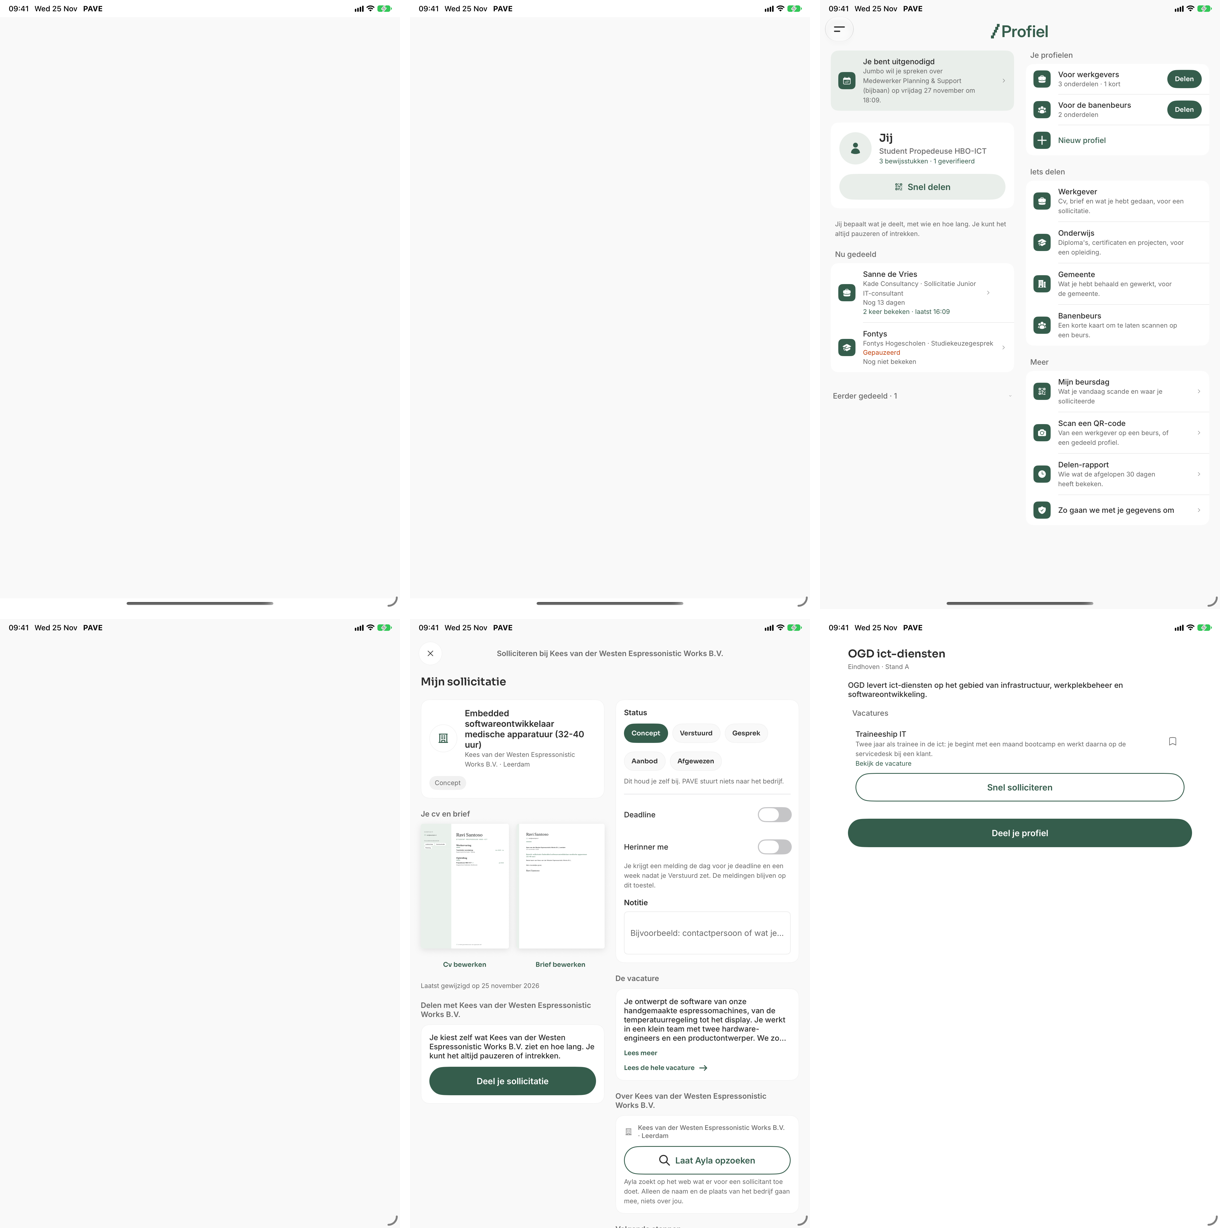 09:41 Wed 25 Nov PAVE
09:41 Wed 25 Nov PAVE
09:41 Wed 25 Nov PAVE
Profiel
Je bent uitgenodigd
Jumbo wil je spreken over
Medewerker Planning & Support
(bijbaan) op vrijdag 27 november om
18:09.
Jij
Student Propedeuse HBO-ICT
3 bewijsstukken · 1 geverifieerd
Snel delen
Jij bepaalt wat je deelt, met wie en hoe lang. Je kunt het
altijd pauzeren of intrekken.
Nu gedeeld
Sanne de Vries
Kade Consultancy · Sollicitatie Junior
IT-consultant
Nog 13 dagen
2 keer bekeken · laatst 16:09
Fontys
Fontys Hogescholen · Studiekeuzegesprek
Gepauzeerd
Nog niet bekeken
Eerder gedeeld · 1
Je profielen
Voor werkgevers
3 onderdelen · 1 kort
Delen
Voor de banenbeurs
2 onderdelen
Delen
Nieuw profiel
Iets delen
Werkgever
Cv, brief en wat je hebt gedaan, voor een
sollicitatie.
Onderwijs
Diploma's, certificaten en projecten, voor
een opleiding.
Gemeente
Wat je hebt behaald en gewerkt, voor
de gemeente.
Banenbeurs
Een korte kaart om te laten scannen op
een beurs.
Meer
Mijn beursdag
Wat je vandaag scande en waar je
solliciteerde
Scan een QR-code
Van een werkgever op een beurs, of
een gedeeld profiel.
Delen-rapport
Wie wat de afgelopen 30 dagen
heeft bekeken.
Zo gaan we met je gegevens om
09:41 Wed 25 Nov PAVE
09:41 Wed 25 Nov PAVE
Solliciteren bij Kees van der Westen Espressonistic Works B.V.
Mijn sollicitatie
Embedded
softwareontwikkelaar
medische apparatuur (32-40
uur)
Kees van der Westen Espressonistic
Works B.V. · Leerdam
Concept
Je cv en brief
Ravi Santoso
Ravi Santoso
Cv bewerken
Brief bewerken
Laatst gewijzigd op 25 november 2026
Delen met Kees van der Westen Espressonistic
Works B.V.
Je kiest zelf wat Kees van der Westen
Espressonistic Works B.V. ziet en hoe lang. Je
kunt het altijd pauzeren of intrekken.
Deel je sollicitatie
Status
Concept
Verstuurd
Gesprek
Aanbod
Afgewezen
Dit houd je zelf bij. PAVE stuurt niets naar het bedrijf.
Deadline
Herinner me
Je krijgt een melding de dag voor je deadline en een
week nadat je Verstuurd zet. De meldingen blijven op
dit toestel.
Notitie
Bijvoorbeeld: contactpersoon of wat je...
De vacature
Je ontwerpt de software van onze
handgemaakte espressomachines, van de
temperatuurregeling tot het display. Je werkt
in een klein team met twee hardware-
engineers en een productontwerper. We zo...
Lees meer
Lees de hele vacature
Over Kees van der Westen Espressonistic
Works B.V.
Kees van der Westen Espressonistic Works B.V.
· Leerdam
Laat Ayla opzoeken
Ayla zoekt op het web wat er voor een sollicitant toe
doet. Alleen de naam en de plaats van het bedrijf gaan
mee, niets over jou.
09:41 Wed 25 Nov PAVE
OGD ict-diensten
Eindhoven · Stand A
OGD levert ict-diensten op het gebied van infrastructuur, werkplekbeheer en
softwareontwikkeling.
Vacatures
Traineeship IT
Twee jaar als trainee in de ict: je begint met een maand bootcamp en werkt daarna op de
servicedesk bij een klant.
Bekijk de vacature
Snel solliciteren
Deel je profiel